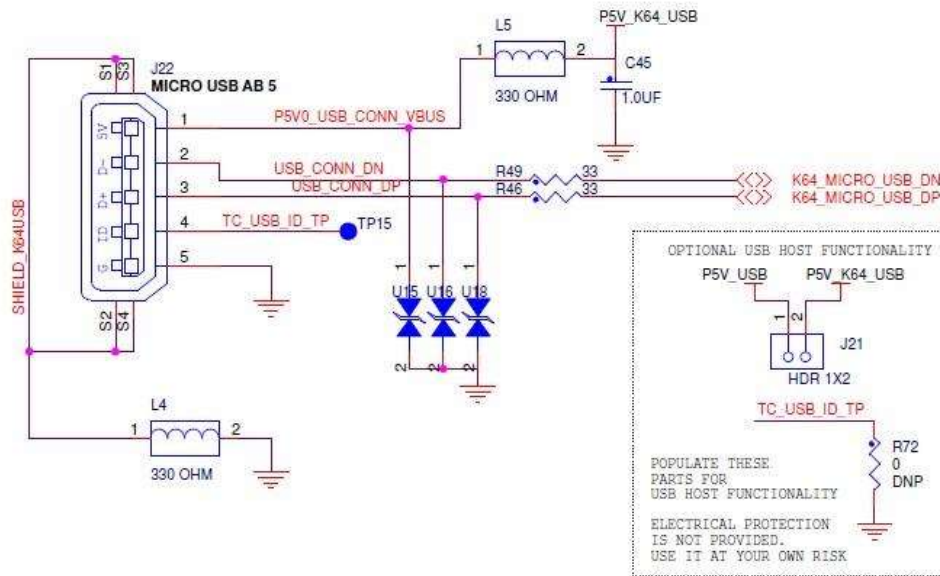 L5
P5V_K64_USB
1
2
330 OHM
C45
1.0UF
S1
S3
J22
MICRO USB AB 5
5V
D-
D+
ID
G
1
P5V0_USB_CONN_VBUS
2
USB_CONN_DN
R49
33
K64_MICRO_USB_DN
3
USB_CONN_DP
R46
33
K64_MICRO_USB_DP
4
TC_USB_ID_TP
TP15
5
SHIELD_K64USB
S2
S4
1
1
1
U15
U16
U18
2
2
2
L4
1
2
330 OHM
OPTIONAL USB HOST FUNCTIONALITY
P5V_USB
P5V_K64_USB
1
2
J21
HDR 1X2
TC_USB_ID_TP
R72
0
DNP
POPULATE THESE
PARTS FOR
USB HOST FUNCTIONALITY
ELECTRICAL PROTECTION
IS NOT PROVIDED.
USE IT AT YOUR OWN RISK